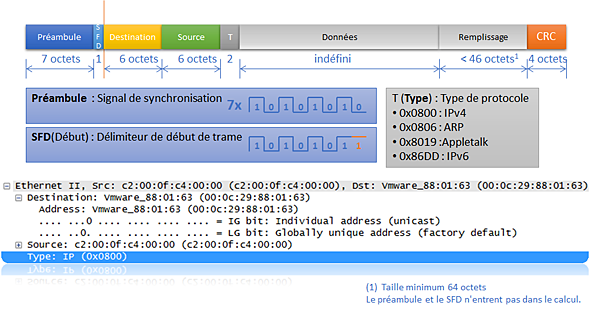 Préambule
SFD
Destination
Source
T
Données
Remplissage
CRC
7 octets
1
6 octets
6 octets
2
indéfini
< 46 octets¹
4 octets
Préambule : Signal de synchronisation
7x
1 0 1 0 1 0 1 0
SFD(Début) : Délimiteur de début de trame
1 0 1 0 1 0 1 1
T (Type) : Type de protocole
• 0x0800 : IPv4
• 0x0806 : ARP
• 0x8019 : Appletalk
• 0x86DD : IPv6
Ethernet II, Src: c2:00:0f:c4:00:00 (c2:00:0f:c4:00:00), Dst: Vmware_88:01:63 (00:0c:29:88:01:63)
Destination: Vmware_88:01:63 (00:0c:29:88:01:63)
Address: Vmware_88:01:63 (00:0c:29:88:01:63)
.... ...0 .... .... .... .... = IG bit: Individual address (unicast)
.... ..0. .... .... .... .... = LG bit: Globally unique address (factory default)
Source: c2:00:0f:c4:00:00 (c2:00:0f:c4:00:00)
Type: IP (0x0800)
(1) Taille minimum 64 octets
Le préambule et le SFD n'entrent pas dans le calcul.